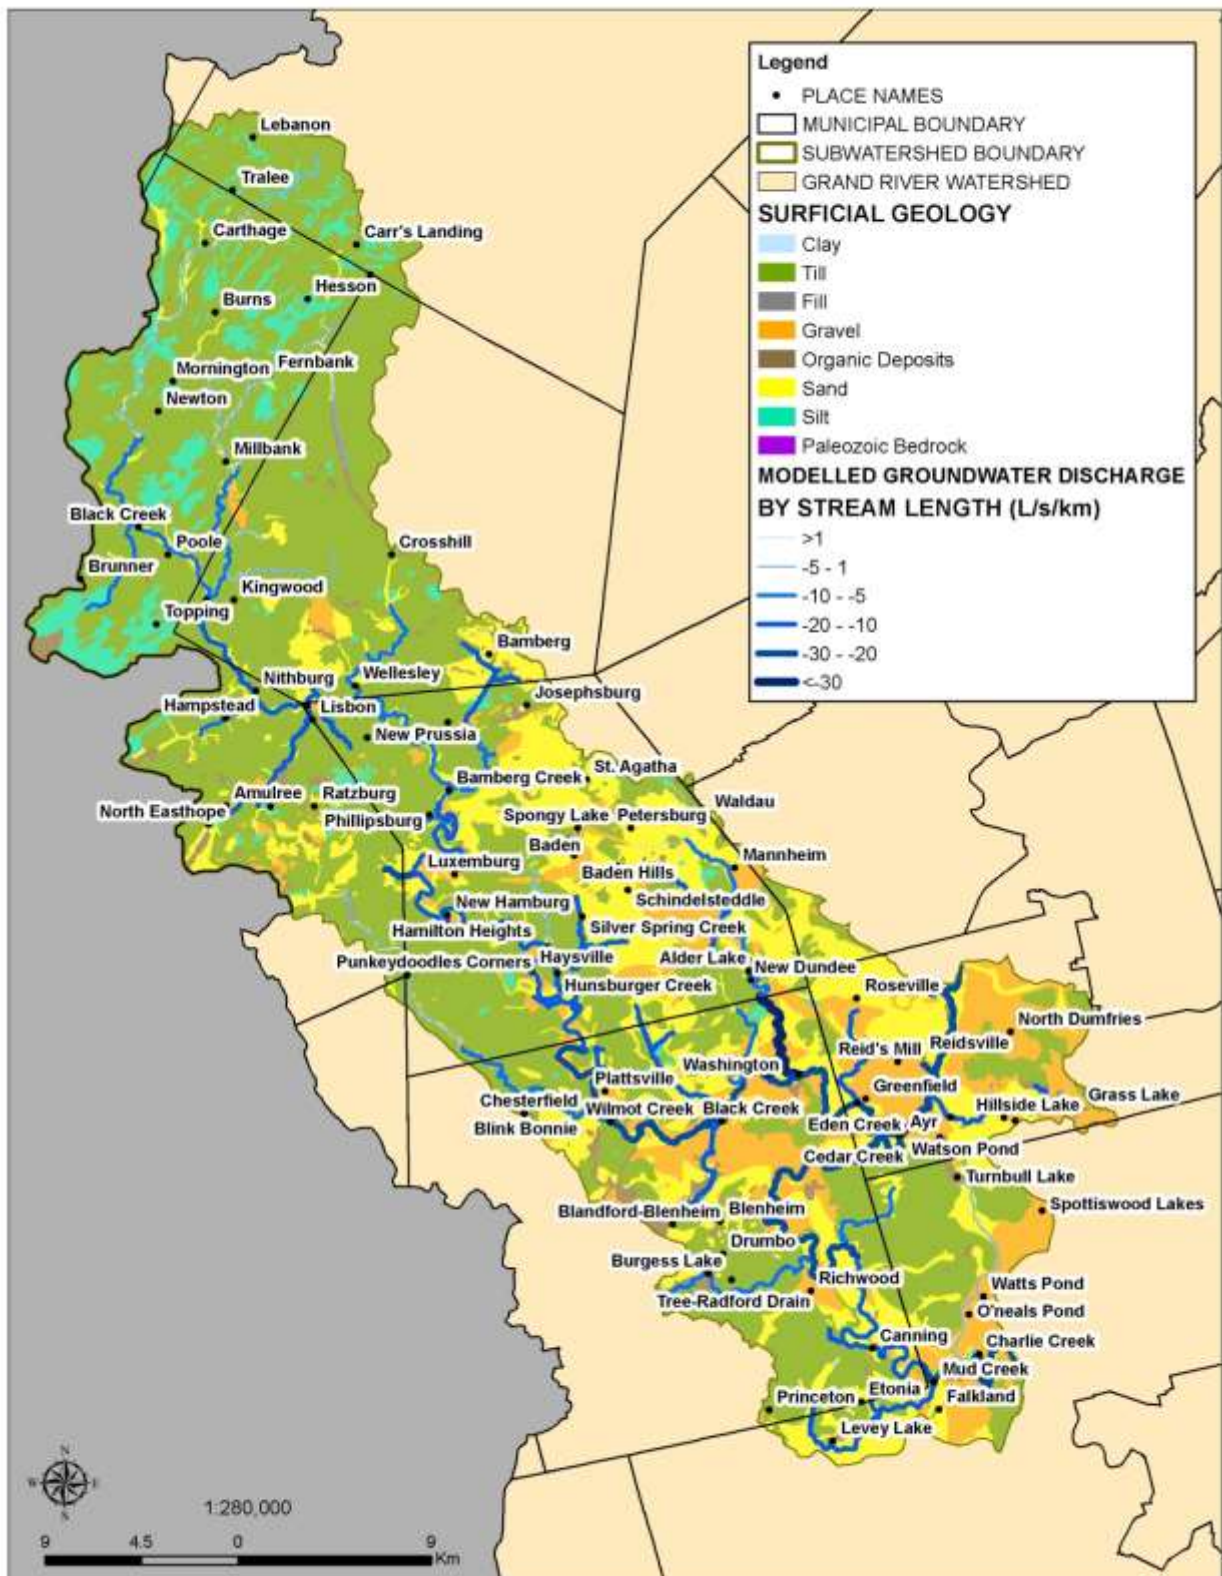 Legend
PLACE NAMES
MUNICIPAL BOUNDARY
SUBWATERSHED BOUNDARY
GRAND RIVER WATERSHED
SURFICIAL GEOLOGY
Clay
Till
Fill
Gravel
Organic Deposits
Sand
Silt
Paleozoic Bedrock
MODELLED GROUNDWATER DISCHARGE
BY STREAM LENGTH (L/s/km)
>1
-5 - 1
-10 - -5
-20 - -10
-30 - -20
<-30
Lebanon
Tralee
Carthage
Carr's Landing
Hesson
Burns
Fernbank
Mornington
Newton
Millbank
Black Creek
Poole
Crosshill
Brunner
Kingwood
Topping
Bamberg
Nithburg
Wellesley
Hampstead
Lisbon
Josephsburg
New Prussia
St. Agatha
Bamberg Creek
Amulree
Ratzburg
Waldau
North Easthope
Phillipsburg
Spongy Lake
Petersburg
Baden
Mannheim
Luxemburg
Baden Hills
Schindelsteddle
New Hamburg
Hamilton Heights
Silver Spring Creek
Punkeydoodles Corners
Haysville
Alder Lake
New Dundee
Hunsburger Creek
Roseville
North Dumfries
Reidsville
Reid's Mill
Washington
Plattsville
Greenfield
Grass Lake
Chesterfield
Wilmot Creek
Black Creek
Hillside Lake
Blink Bonnie
Eden Creek
Ayr
Watson Pond
Cedar Creek
Turnbull Lake
Spottiswood Lakes
Blandford-Blenheim
Blenheim
Drumbo
Burgess Lake
Richwood
Tree-Radford Drain
Watts Pond
O'neals Pond
Canning
Charlie Creek
Mud Creek
Etonia
Princeton
Falkland
Levey Lake
N
W
E
S
1:280,000
9
4.5
0
9
Km